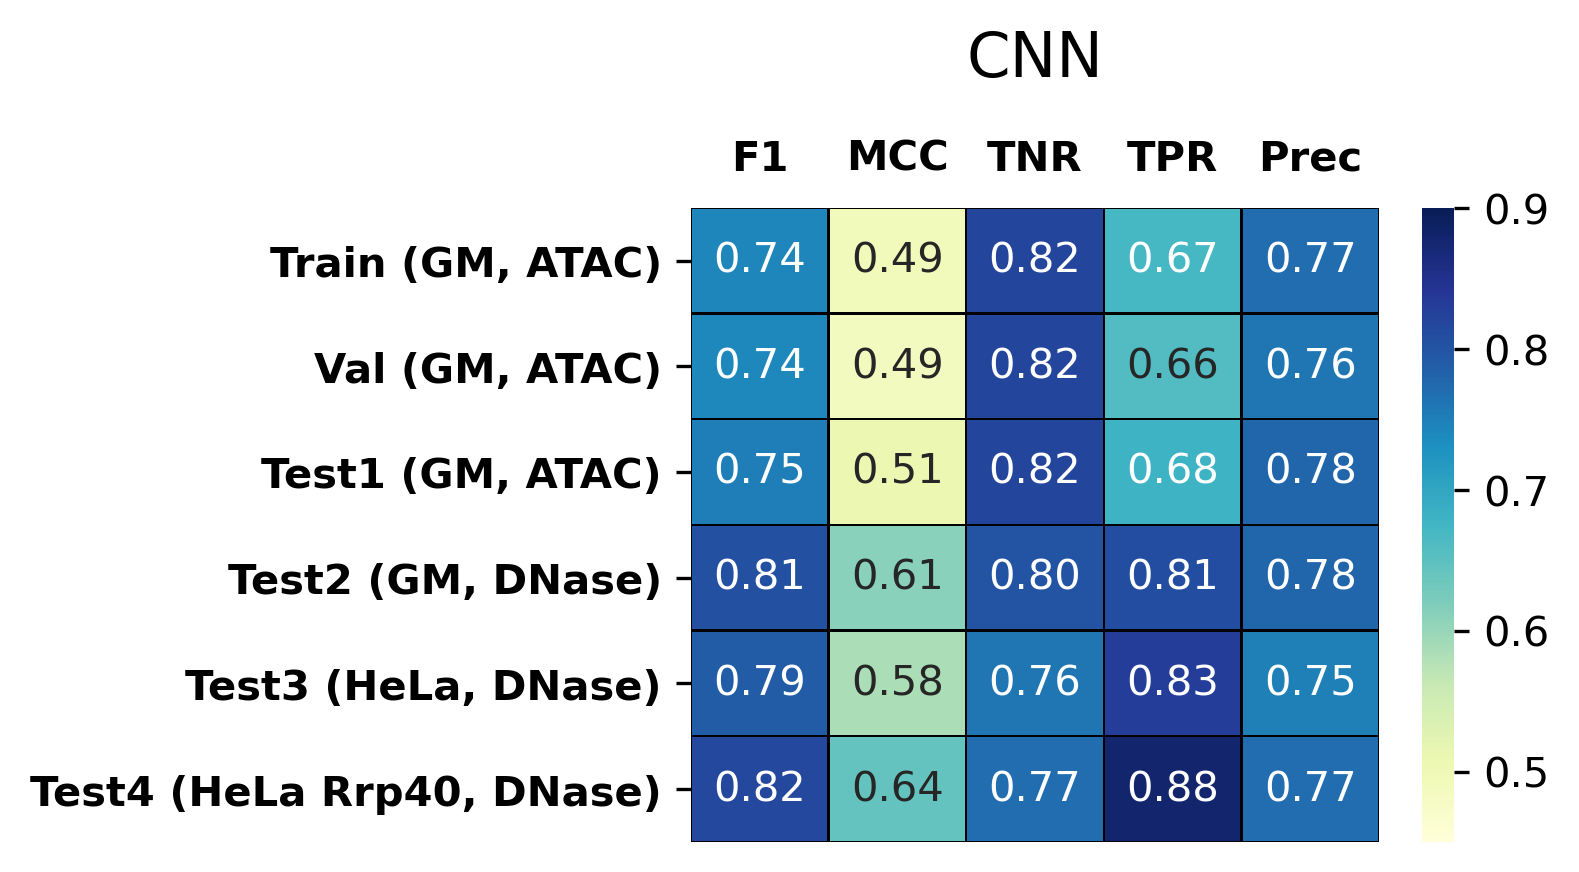 CNN
F1 MCC TNR TPR Prec
Train (GM, ATAC) 0.74 0.49 0.82 0.67 0.77
Val (GM, ATAC) 0.74 0.49 0.82 0.66 0.76
Test1 (GM, ATAC) 0.75 0.51 0.82 0.68 0.78
Test2 (GM, DNase) 0.81 0.61 0.80 0.81 0.78
Test3 (HeLa, DNase) 0.79 0.58 0.76 0.83 0.75
Test4 (HeLa Rrp40, DNase) 0.82 0.64 0.77 0.88 0.77
0.9
0.8
0.7
0.6
0.5